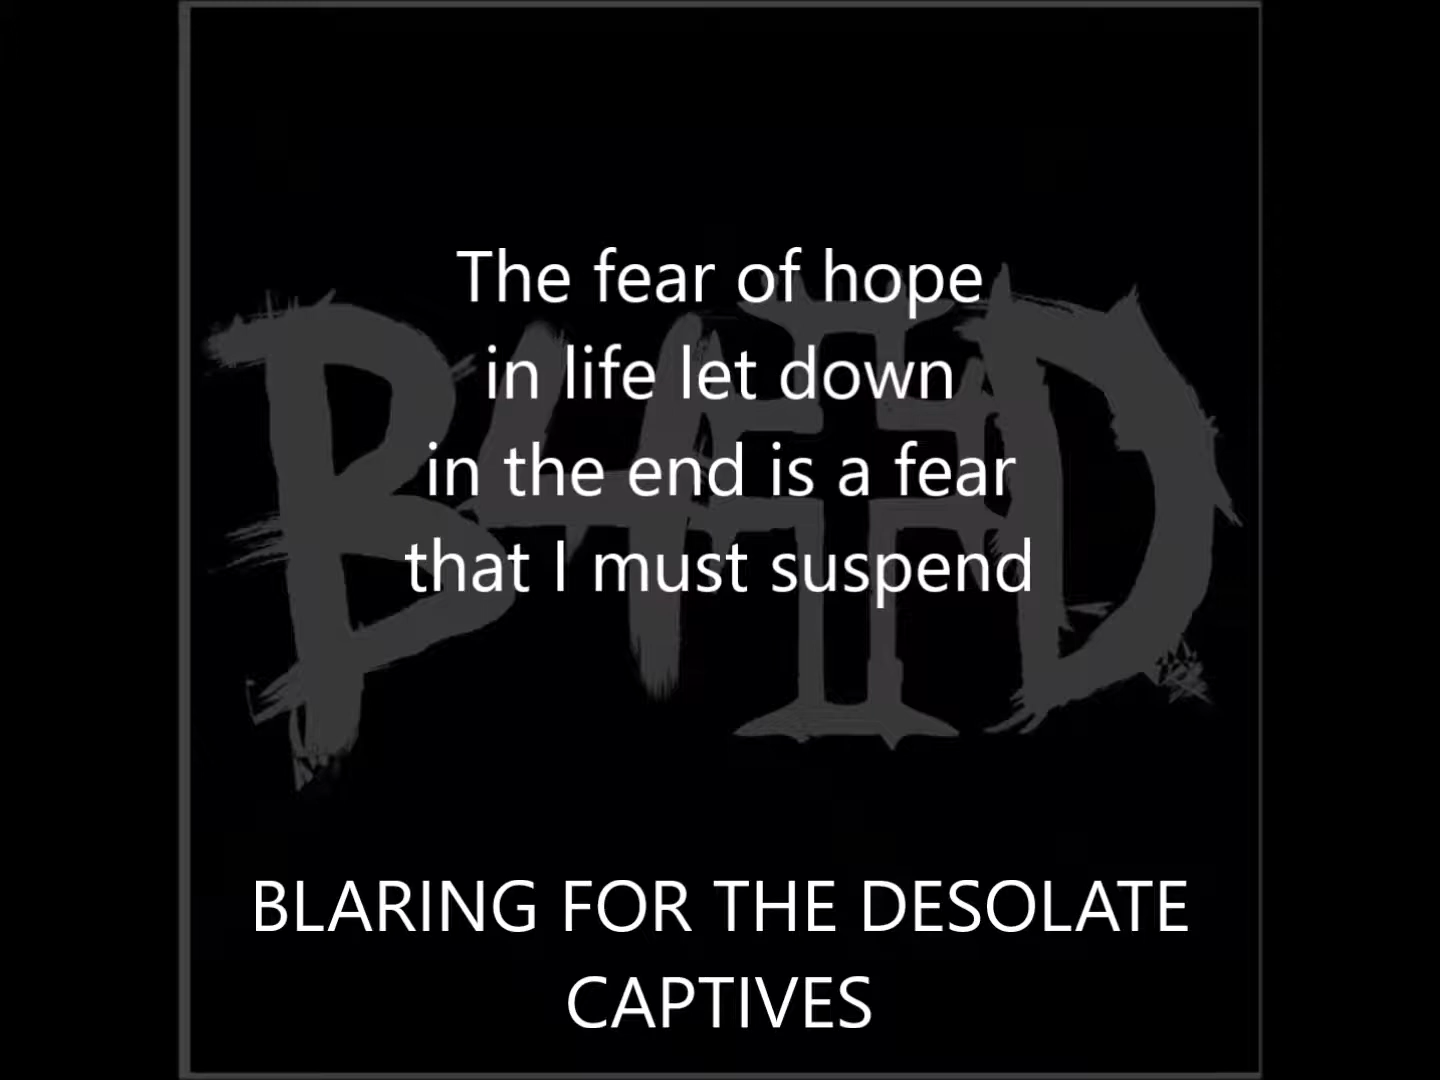 The fear of hope
in life let down
in the end is a fear
that I must suspend
BLARING FOR THE DESOLATE
CAPTIVES